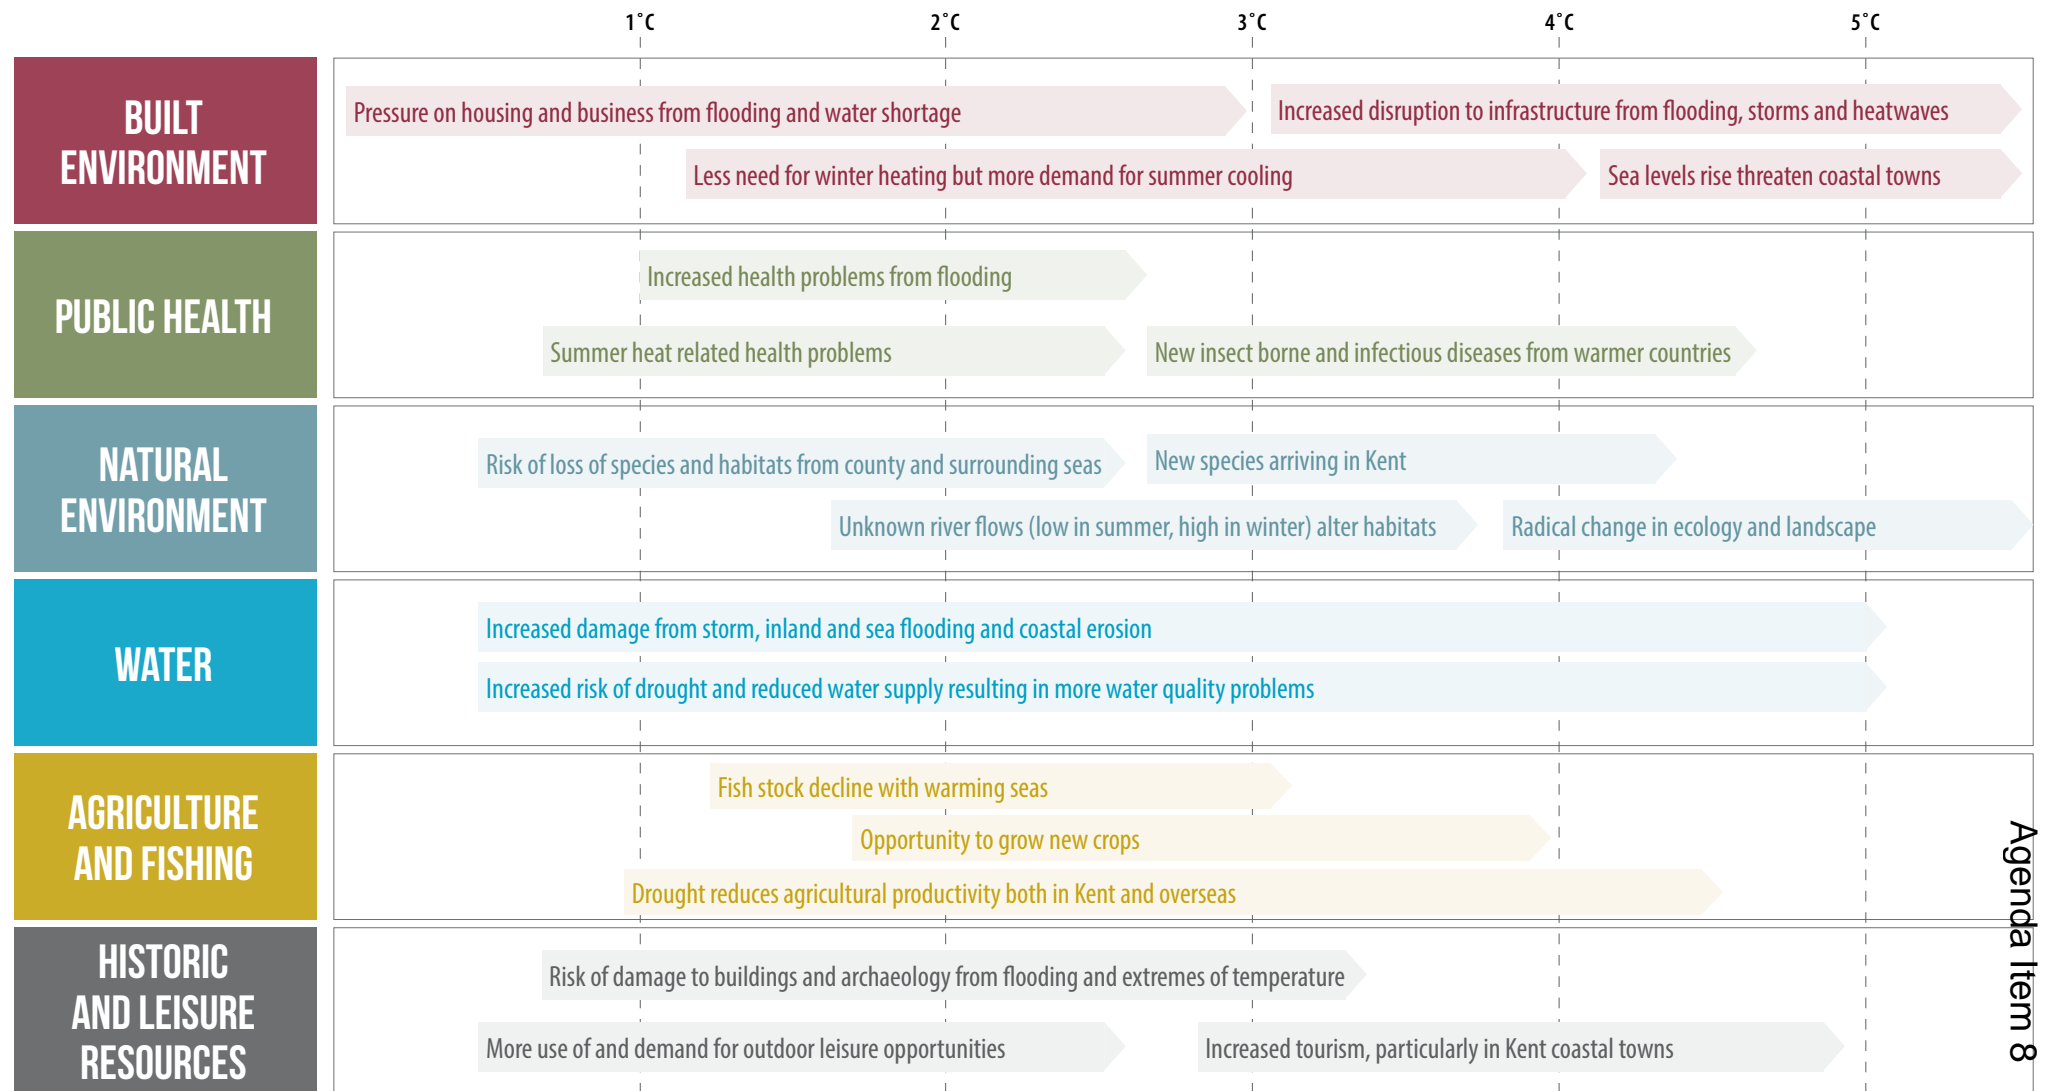 1˚C 2˚C 3˚C 4˚C 5˚C
BUILT
ENVIRONMENT
Pressure on housing and business from flooding and water shortage
Increased disruption to infrastructure from flooding, storms and heatwaves
Less need for winter heating but more demand for summer cooling
Sea levels rise threaten coastal towns
PUBLIC HEALTH
Increased health problems from flooding
Summer heat related health problems
New insect borne and infectious diseases from warmer countries
NATURAL
ENVIRONMENT
Risk of loss of species and habitats from county and surrounding seas
New species arriving in Kent
Unknown river flows (low in summer, high in winter) alter habitats
Radical change in ecology and landscape
WATER
Increased damage from storm, inland and sea flooding and coastal erosion
Increased risk of drought and reduced water supply resulting in more water quality problems
AGRICULTURE
AND FISHING
Fish stock decline with warming seas
Opportunity to grow new crops
Drought reduces agricultural productivity both in Kent and overseas
HISTORIC
AND LEISURE
RESOURCES
Risk of damage to buildings and archaeology from flooding and extremes of temperature
More use of and demand for outdoor leisure opportunities
Increased tourism, particularly in Kent coastal towns
Agenda Item 8